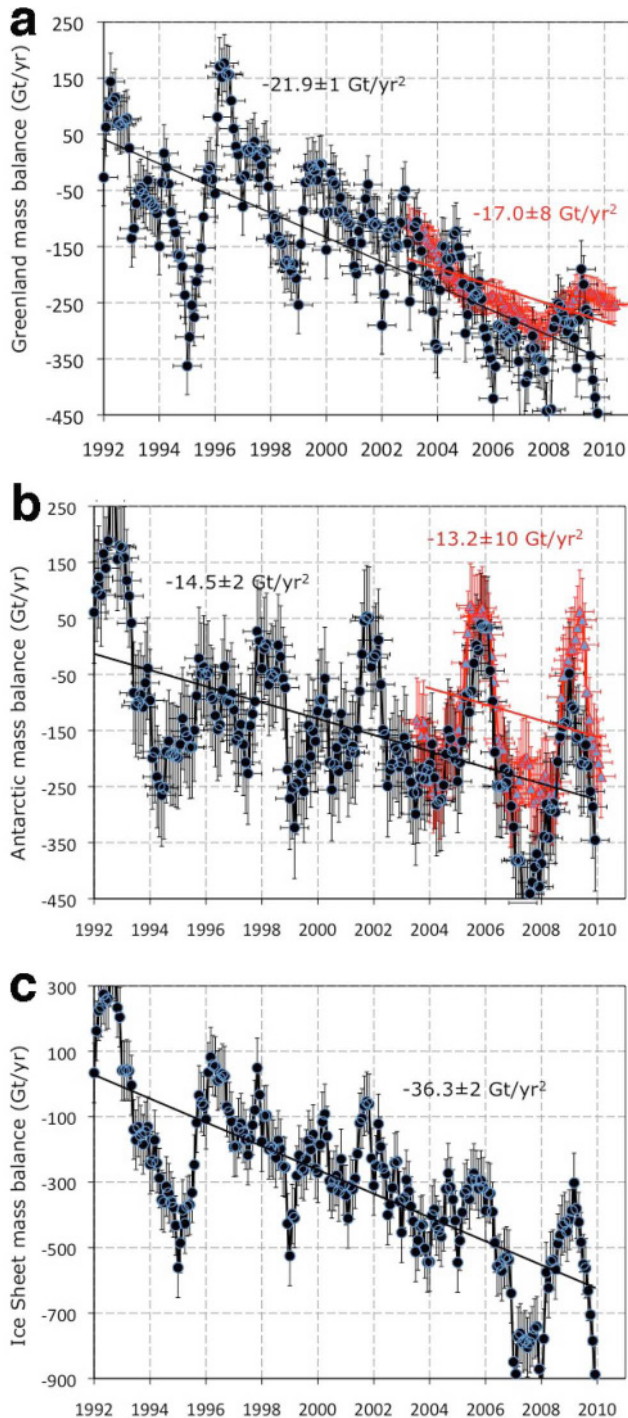 a
Greenland mass balance (Gt/yr)
250
150
50
-50
-150
-250
-350
-450
-21.9±1 Gt/yr²
-17.0±8 Gt/yr²
1992 1994 1996 1998 2000 2002 2004 2006 2008 2010
b
Antarctic mass balance (Gt/yr)
250
150
50
-50
-150
-250
-350
-450
-13.2±10 Gt/yr²
-14.5±2 Gt/yr²
1992 1994 1996 1998 2000 2002 2004 2006 2008 2010
c
Ice Sheet mass balance (Gt/yr)
300
100
-100
-300
-500
-700
-900
-36.3±2 Gt/yr²
1992 1994 1996 1998 2000 2002 2004 2006 2008 2010